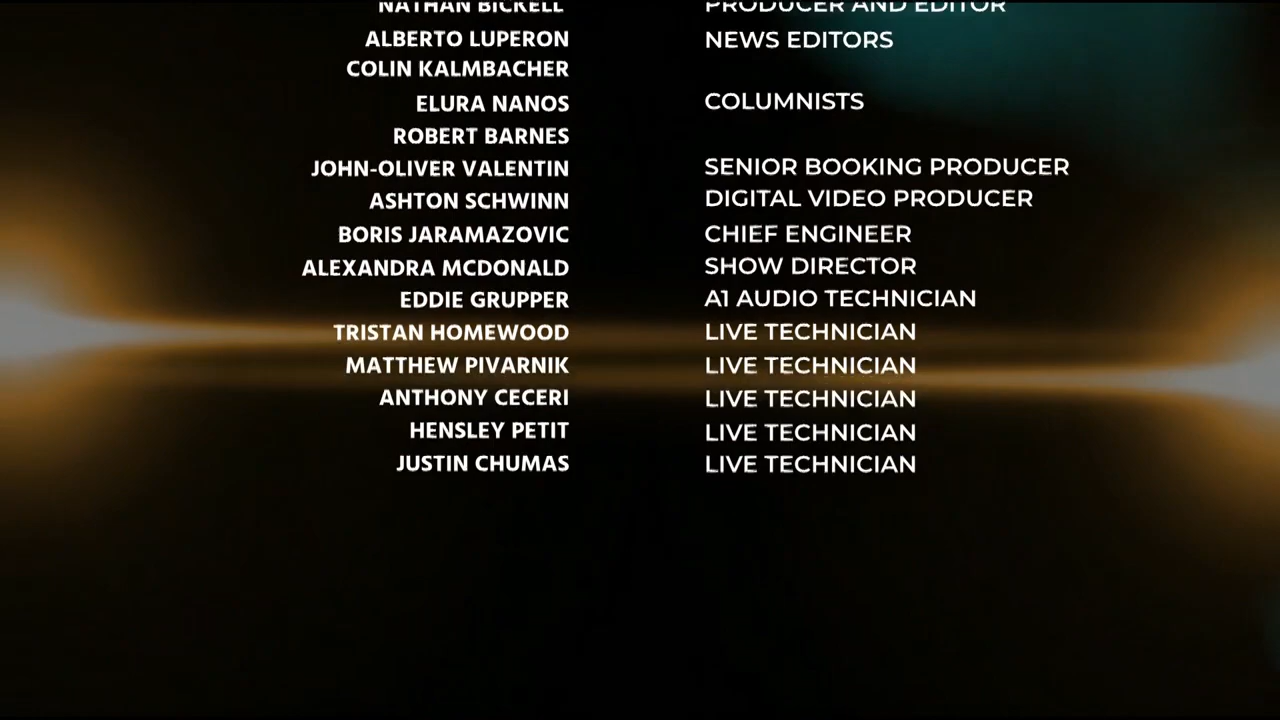 NATHAN BICKELL PRODUCER AND EDITOR
ALBERTO LUPERON NEWS EDITORS
COLIN KALMBACHER
ELURA NANOS COLUMNISTS
ROBERT BARNES
JOHN-OLIVER VALENTIN SENIOR BOOKING PRODUCER
ASHTON SCHWINN DIGITAL VIDEO PRODUCER
BORIS JARAMAZOVIC CHIEF ENGINEER
ALEXANDRA MCDONALD SHOW DIRECTOR
EDDIE GRUPPER A1 AUDIO TECHNICIAN
TRISTAN HOMEWOOD LIVE TECHNICIAN
MATTHEW PIVARNIK LIVE TECHNICIAN
ANTHONY CECERI LIVE TECHNICIAN
HENSLEY PETIT LIVE TECHNICIAN
JUSTIN CHUMAS LIVE TECHNICIAN